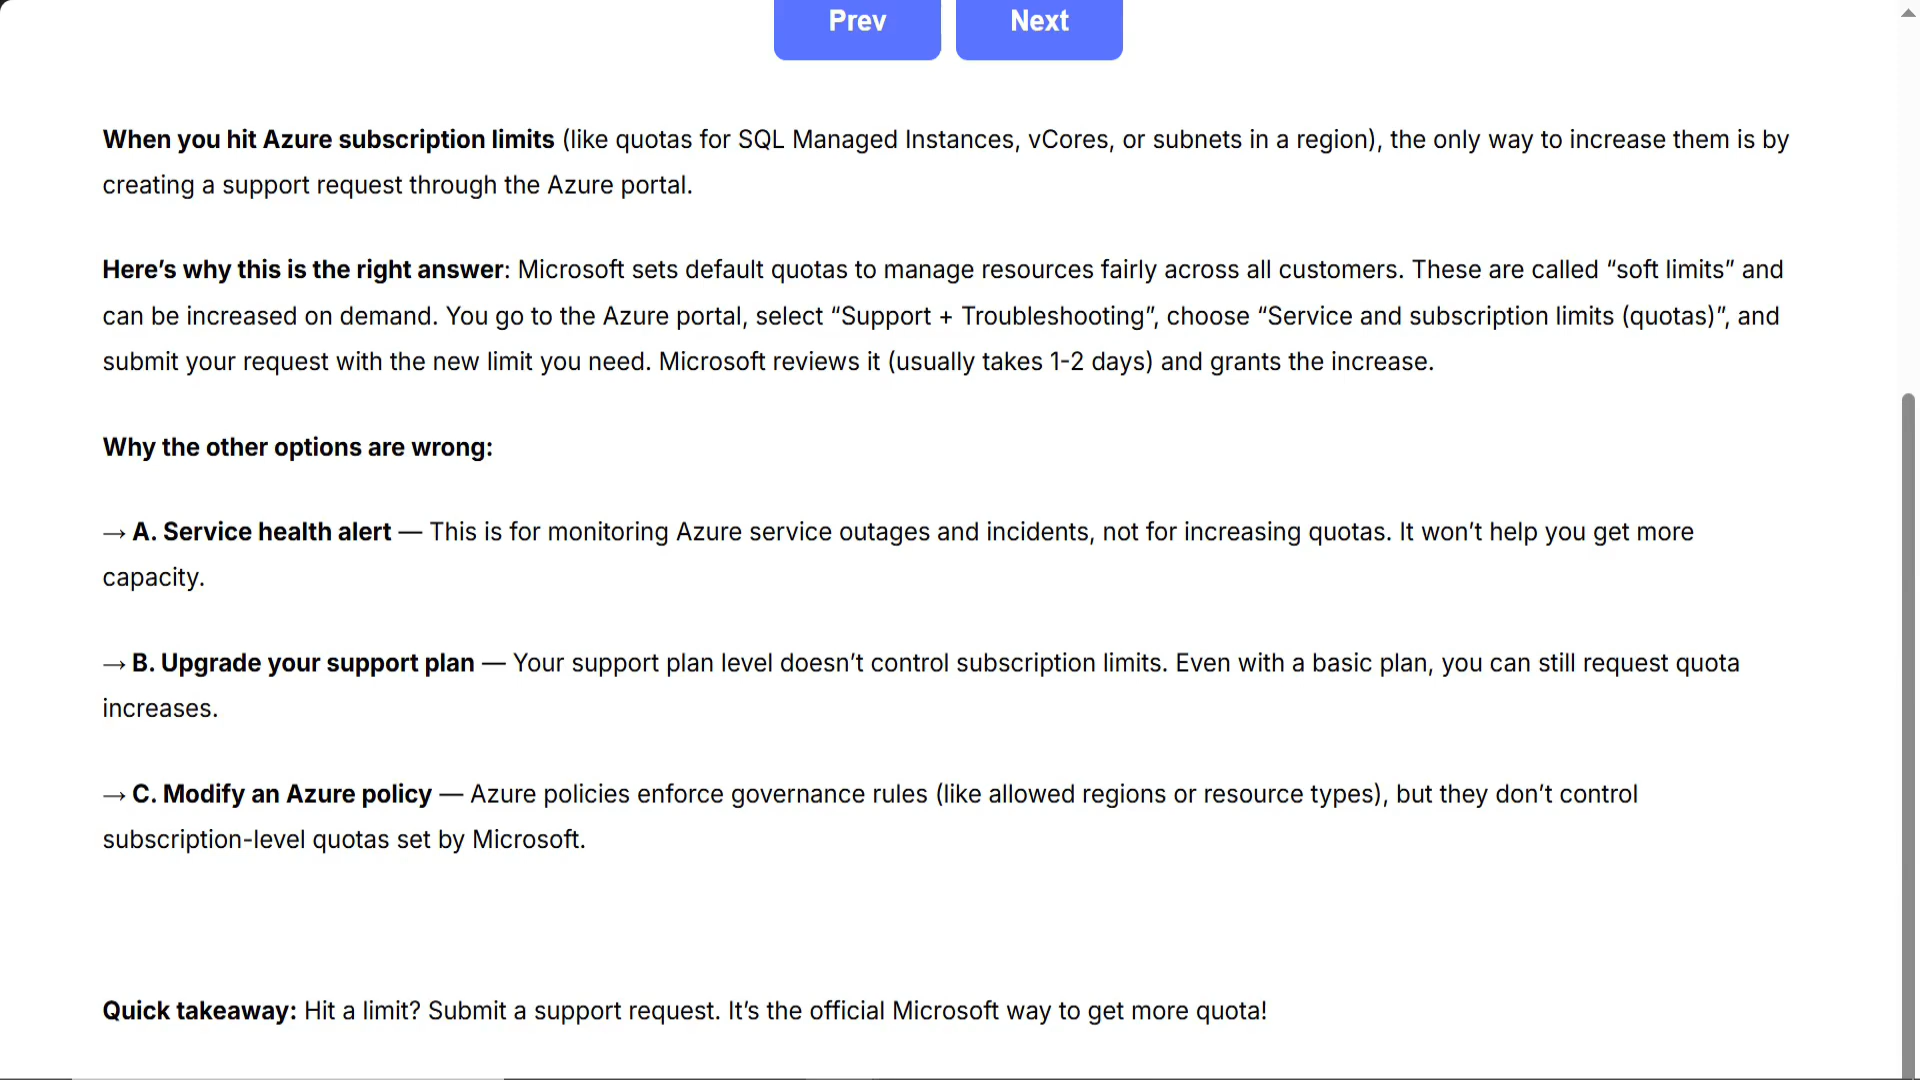 Prev Next
When you hit Azure subscription limits (like quotas for SQL Managed Instances, vCores, or subnets in a region), the only way to increase them is by
creating a support request through the Azure portal.
Here’s why this is the right answer: Microsoft sets default quotas to manage resources fairly across all customers. These are called “soft limits” and
can be increased on demand. You go to the Azure portal, select “Support + Troubleshooting”, choose “Service and subscription limits (quotas)”, and
submit your request with the new limit you need. Microsoft reviews it (usually takes 1-2 days) and grants the increase.
Why the other options are wrong:
→ A. Service health alert — This is for monitoring Azure service outages and incidents, not for increasing quotas. It won’t help you get more
capacity.
→ B. Upgrade your support plan — Your support plan level doesn’t control subscription limits. Even with a basic plan, you can still request quota
increases.
→ C. Modify an Azure policy — Azure policies enforce governance rules (like allowed regions or resource types), but they don’t control
subscription-level quotas set by Microsoft.
Quick takeaway: Hit a limit? Submit a support request. It’s the official Microsoft way to get more quota!